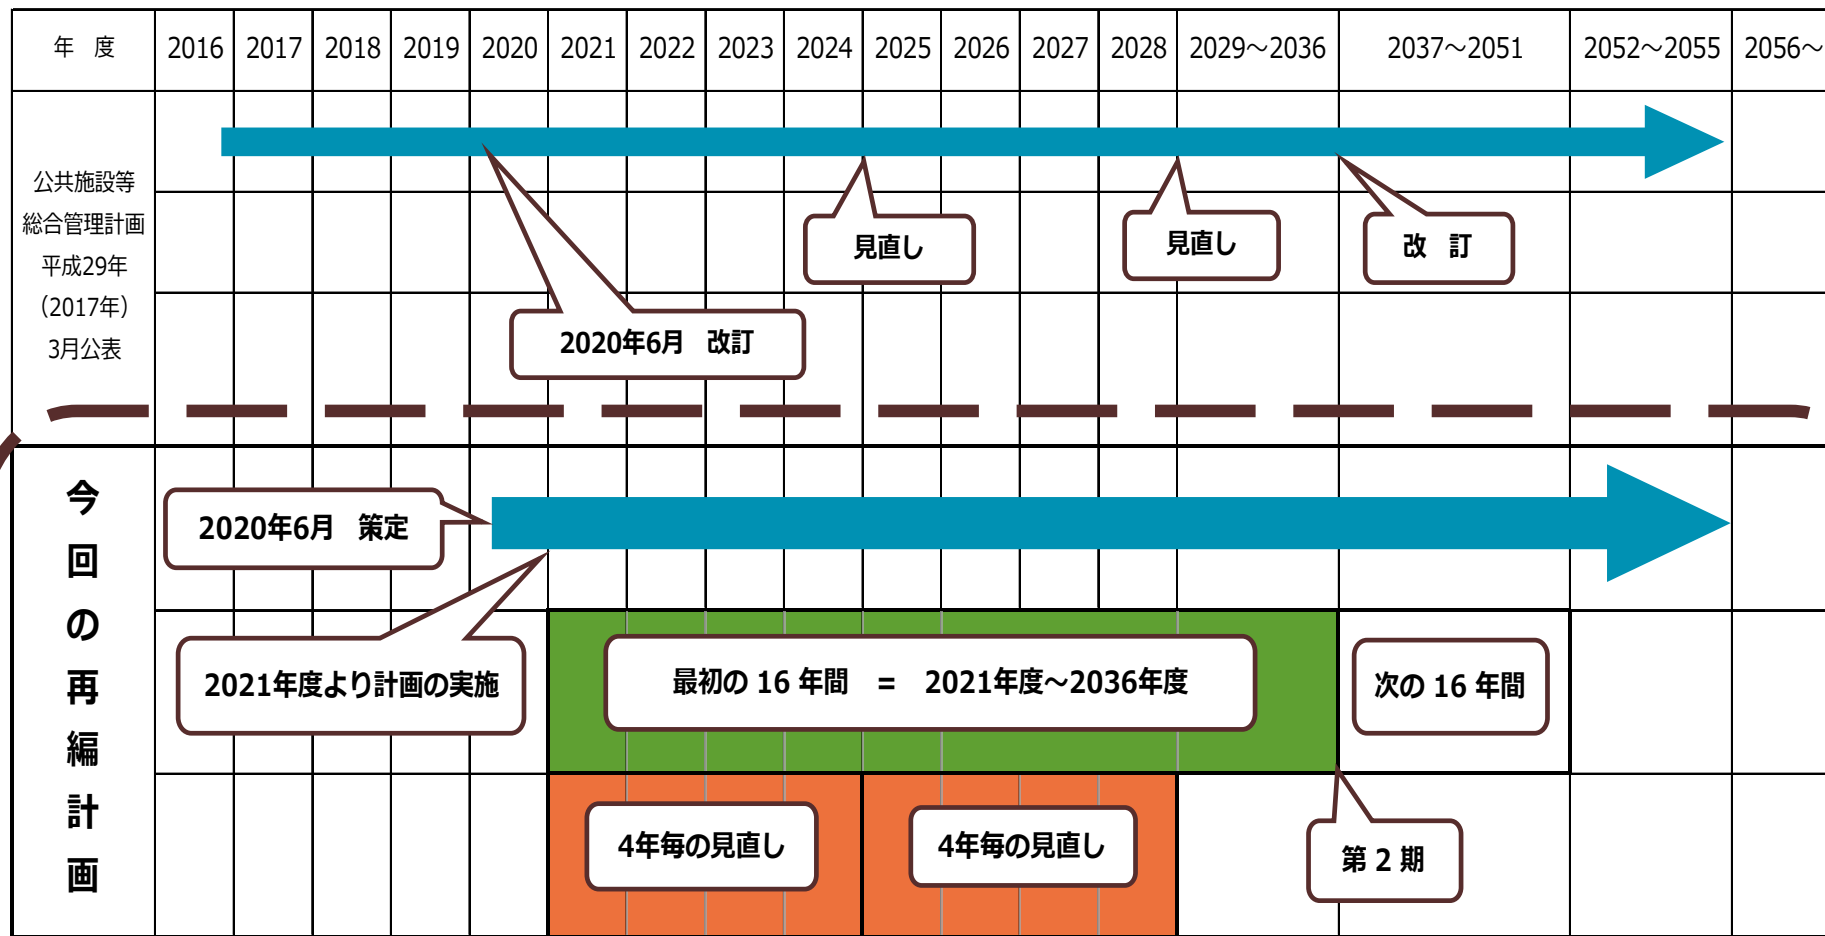 年 度 2016 2017 2018 2019 2020 2021 2022 2023 2024 2025 2026 2027 2028 2029～2036 2037～2051 2052～2055 2056～
公共施設等
総合管理計画
平成29年
（2017年）
3月公表
見直し
見直し
改 訂
2020年6月 改訂
今回の再編計画
2020年6月 策定
2021年度より計画の実施
最初の 16 年間 = 2021年度～2036年度
次の 16 年間
4年毎の見直し
4年毎の見直し
第 2 期